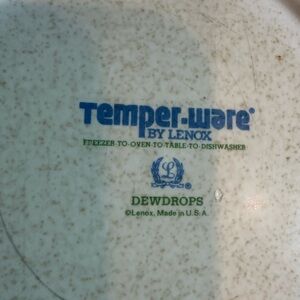 Temper-ware®
BY LENOX
FREEZER-TO-OVEN-TO-TABLE-TO-DISHWASHER
L
DEWDROPS
©Lenox, Made in U.S.A.